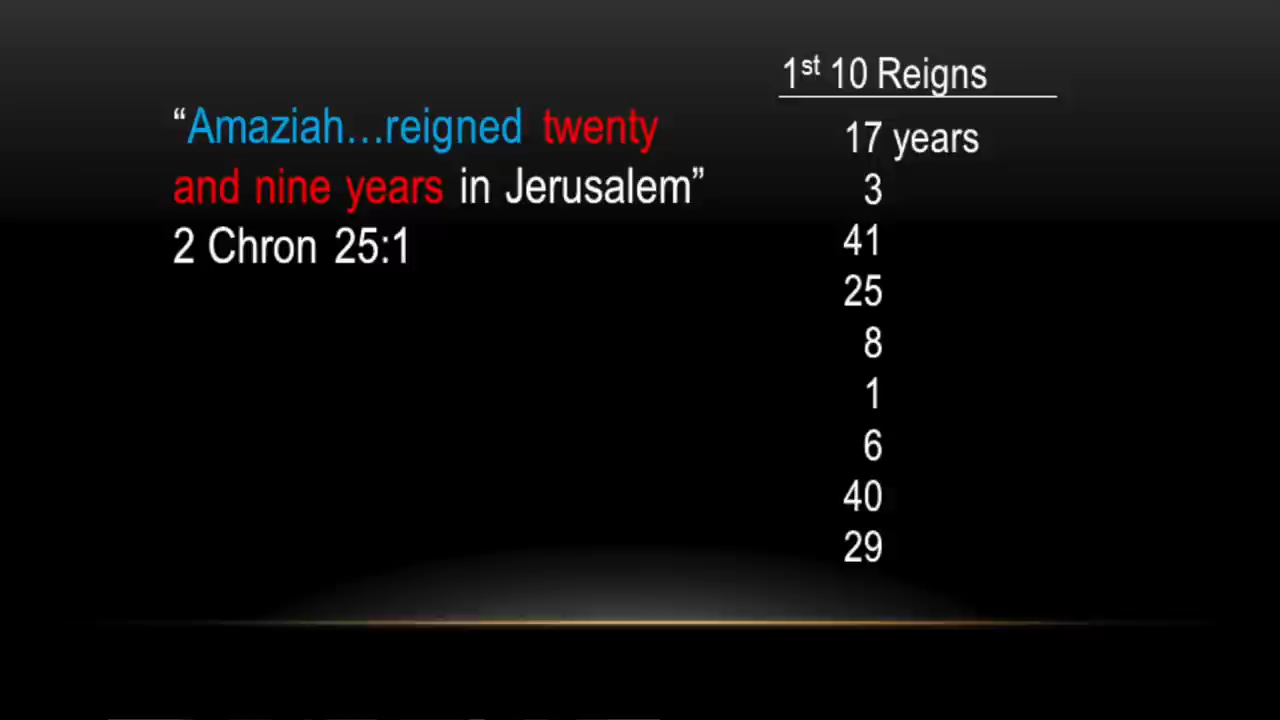 “Amaziah…reigned twenty
and nine years in Jerusalem”
2 Chron 25:1
1st 10 Reigns
17 years
3
41
25
8
1
6
40
29